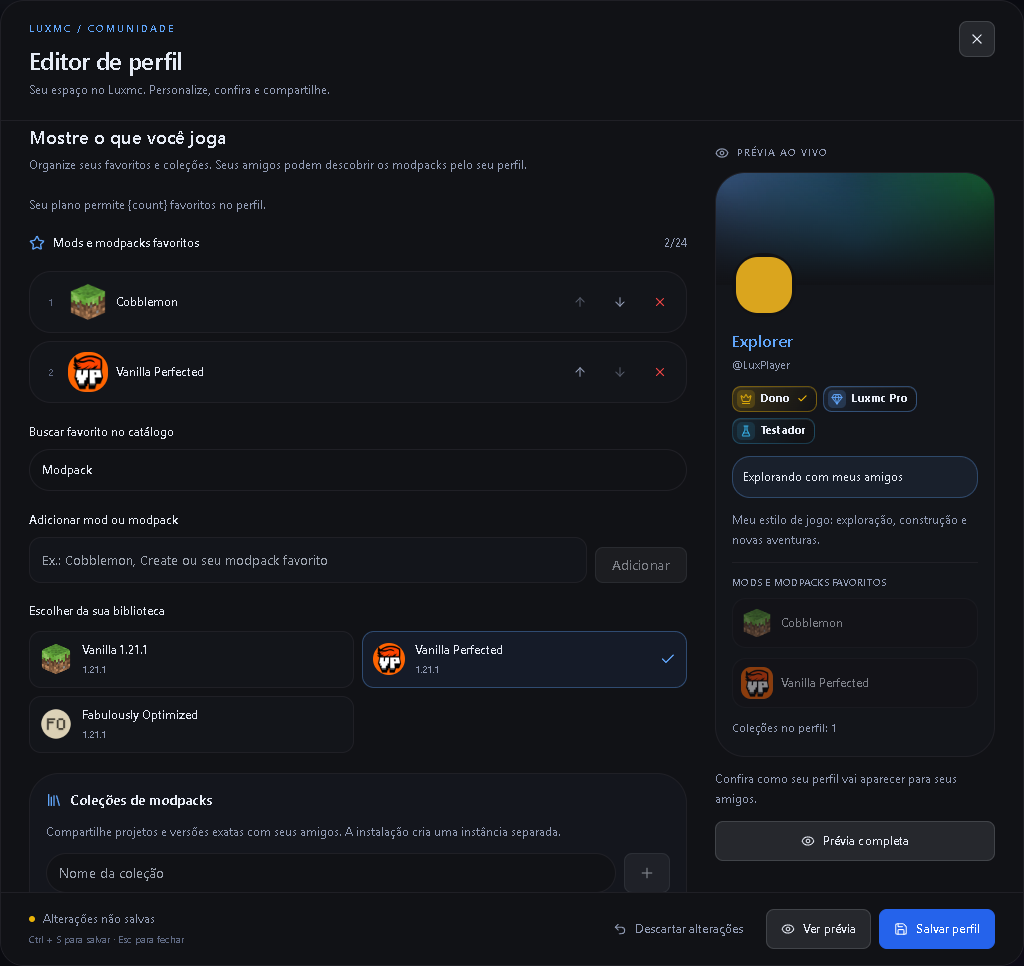 LUXMC / COMUNIDADE
Editor de perfil
Seu espaço no Luxmc. Personalize, confira e compartilhe.
Mostre o que você joga
Organize seus favoritos e coleções. Seus amigos podem descobrir os modpacks pelo seu perfil.
Seu plano permite {count} favoritos no perfil.
Mods e modpacks favoritos
2/24
1
Cobblemon
2
VP
Vanilla Perfected
Buscar favorito no catálogo
Modpack
Adicionar mod ou modpack
Ex.: Cobblemon, Create ou seu modpack favorito
Adicionar
Escolher da sua biblioteca
Vanilla 1.21.1
1.21.1
VP
Vanilla Perfected
1.21.1
FO
Fabulously Optimized
1.21.1
Coleções de modpacks
Compartilhe projetos e versões exatas com seus amigos. A instalação cria uma instância separada.
Nome da coleção
PRÉVIA AO VIVO
Explorer
@LuxPlayer
Dono
Luxmc Pro
Testador
Explorando com meus amigos
Meu estilo de jogo: exploração, construção e
novas aventuras.
MODS E MODPACKS FAVORITOS
Cobblemon
VP
Vanilla Perfected
Coleções no perfil: 1
Confira como seu perfil vai aparecer para seus
amigos.
Prévia completa
Alterações não salvas
Ctrl + S para salvar · Esc para fechar
Descartar alterações
Ver prévia
Salvar perfil